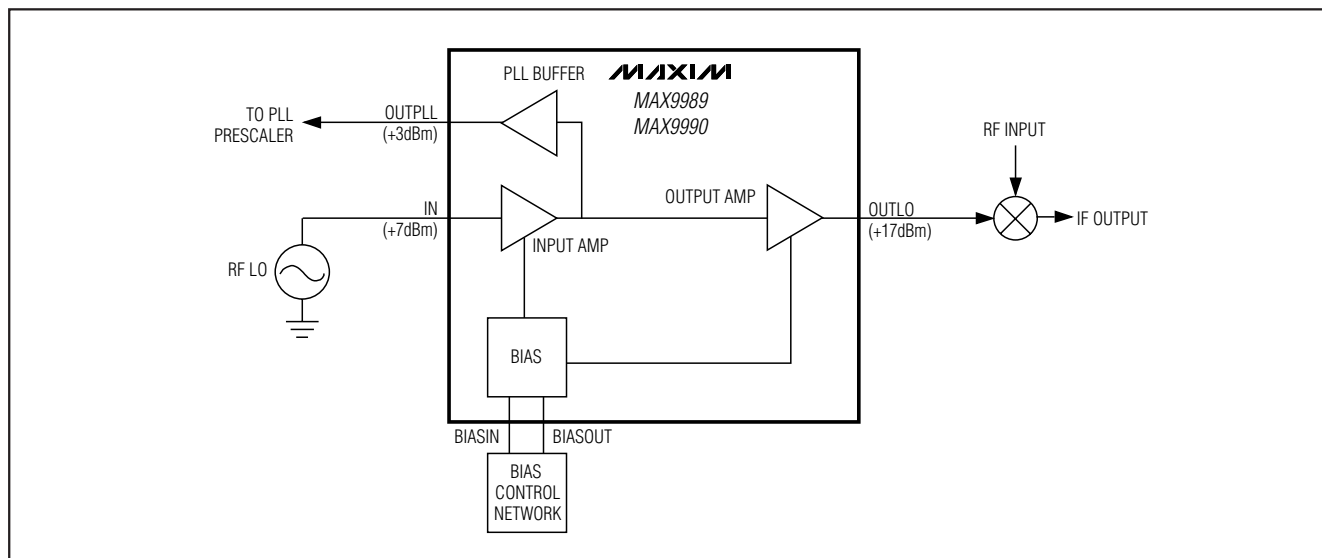 PLL BUFFER
MAXIM
MAX9989
MAX9990
TO PLL
PRESCALER
OUTPLL
(+3dBm)
RF INPUT
OUTPUT AMP
IN
(+7dBm)
INPUT AMP
OUTLO
(+17dBm)
IF OUTPUT
RF LO
BIAS
BIASIN
BIASOUT
BIAS
CONTROL
NETWORK